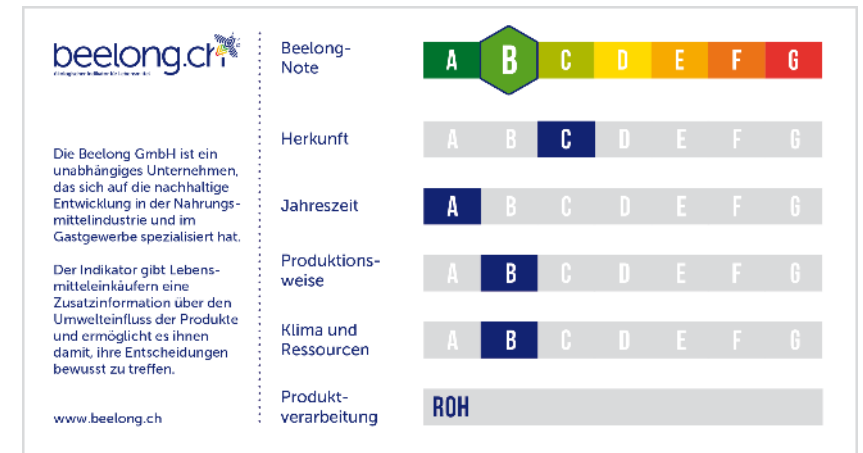 beelong.ch
Die Beelong GmbH ist ein
unabhängiges Unternehmen,
das sich auf die nachhaltige
Entwicklung in der Nahrungs-
mittelindustrie und im
Gastgewerbe spezialisiert hat.
Der Indikator gibt Lebens-
mitteleinkäufern eine
Zusatzinformation über den
Umwelteinfluss der Produkte
und ermöglicht es ihnen
damit, ihre Entscheidungen
bewusst zu treffen.
www.beelong.ch
Beelong-
Note
A B C D E F G
Herkunft
A B C D E F G
Jahreszeit
A B C D E F G
Produktions-
weise
A B C D E F G
Klima und
Ressourcen
A B C D E F G
Produkt-
verarbeitung
ROH